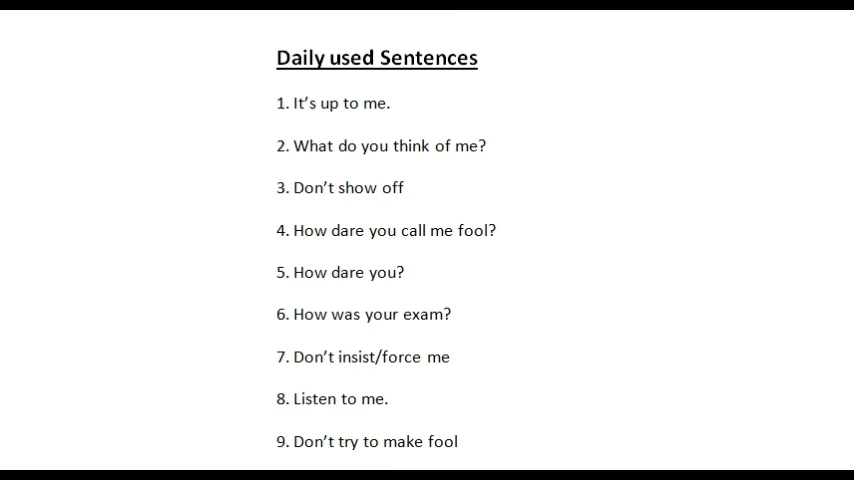 Daily used Sentences
1. It's up to me.
2. What do you think of me?
3. Don't show off
4. How dare you call me fool?
5. How dare you?
6. How was your exam?
7. Don't insist/force me
8. Listen to me.
9. Don't try to make fool